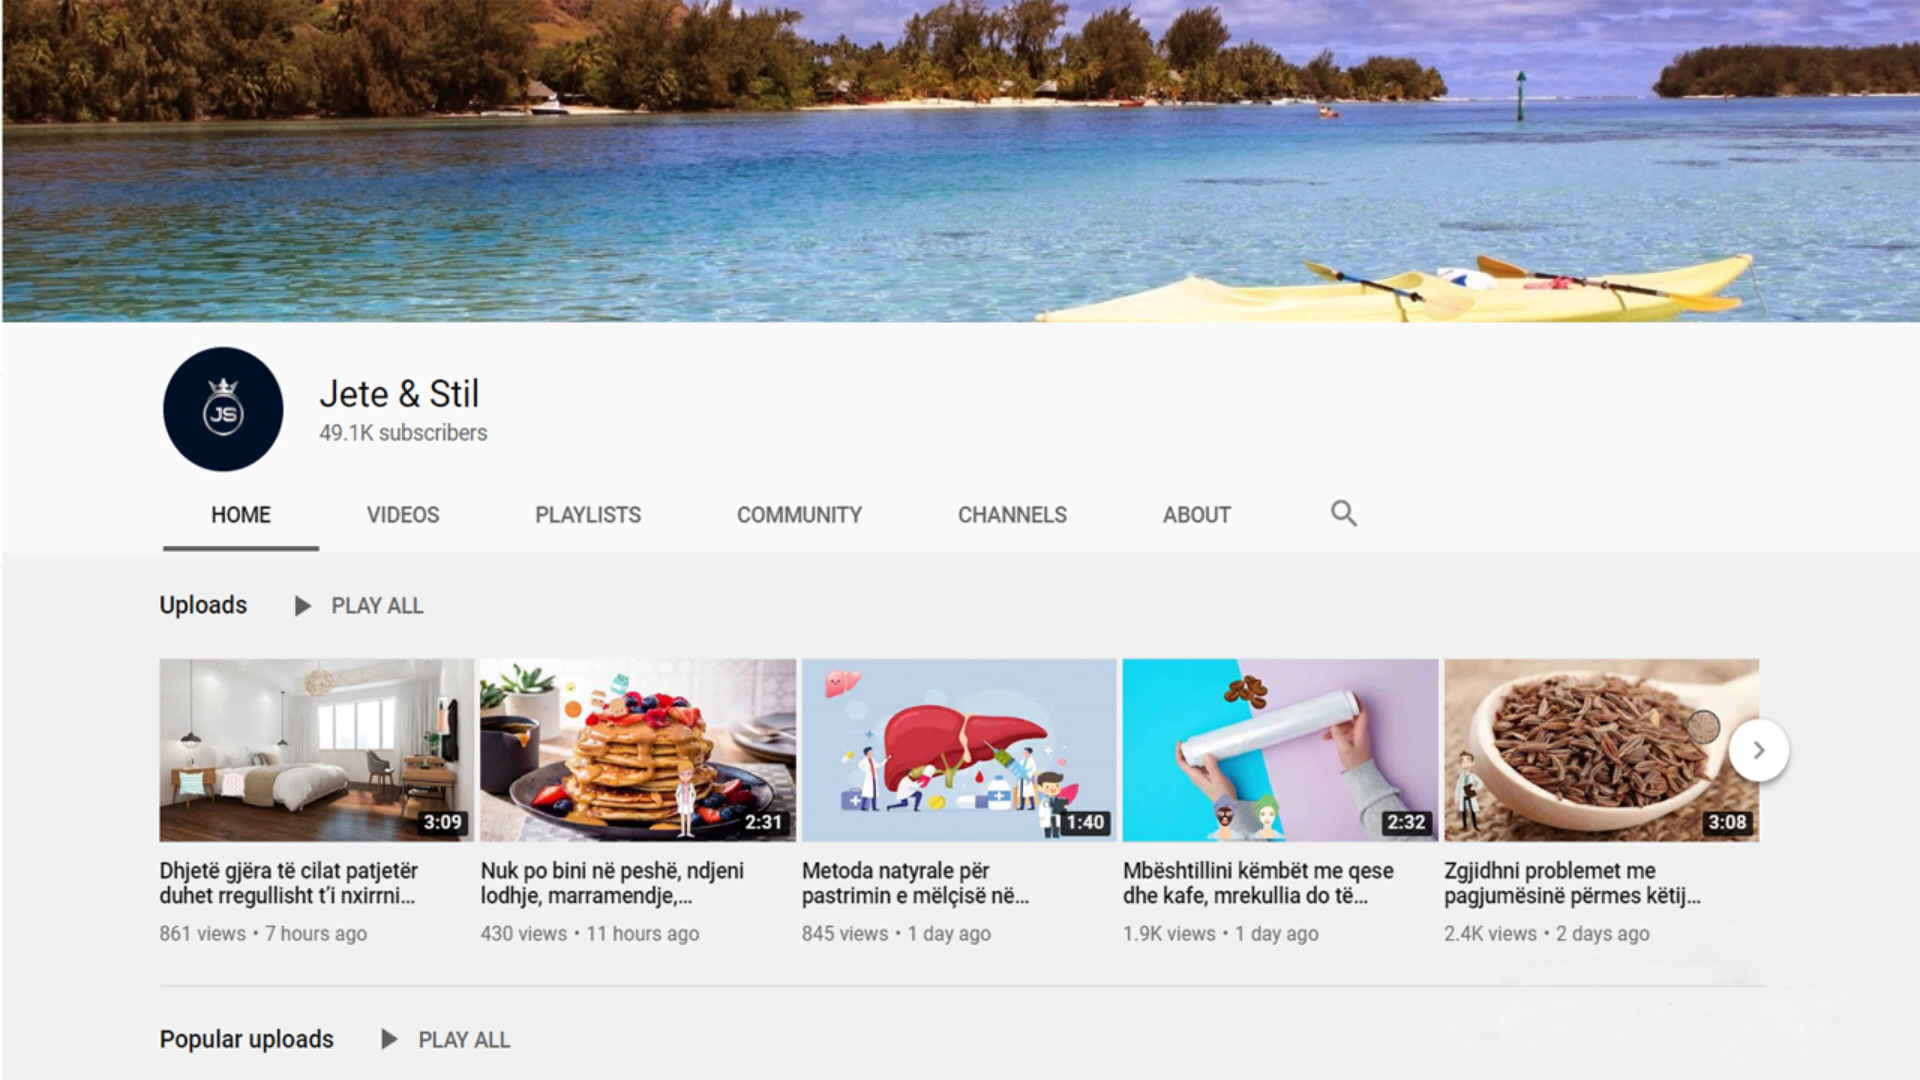 JS
Jete & Stil
49.1K subscribers
HOME VIDEOS PLAYLISTS COMMUNITY CHANNELS ABOUT
Uploads PLAY ALL
3:09
2:31
1:40
2:32
3:08
Dhjetë gjëra të cilat patjetër
duhet rregullisht t'i nxirrni...
861 views • 7 hours ago
Nuk po bini në peshë, ndjeni
lodhje, marramendje,...
430 views • 11 hours ago
Metoda natyrale për
pastrimin e mëlçisë në...
845 views • 1 day ago
Mbështillini këmbët me qese
dhe kafe, mrekullia do të...
1.9K views • 1 day ago
Zgjidhni problemet me
pagjumësinë përmes këtij...
2.4K views • 2 days ago
Popular uploads PLAY ALL